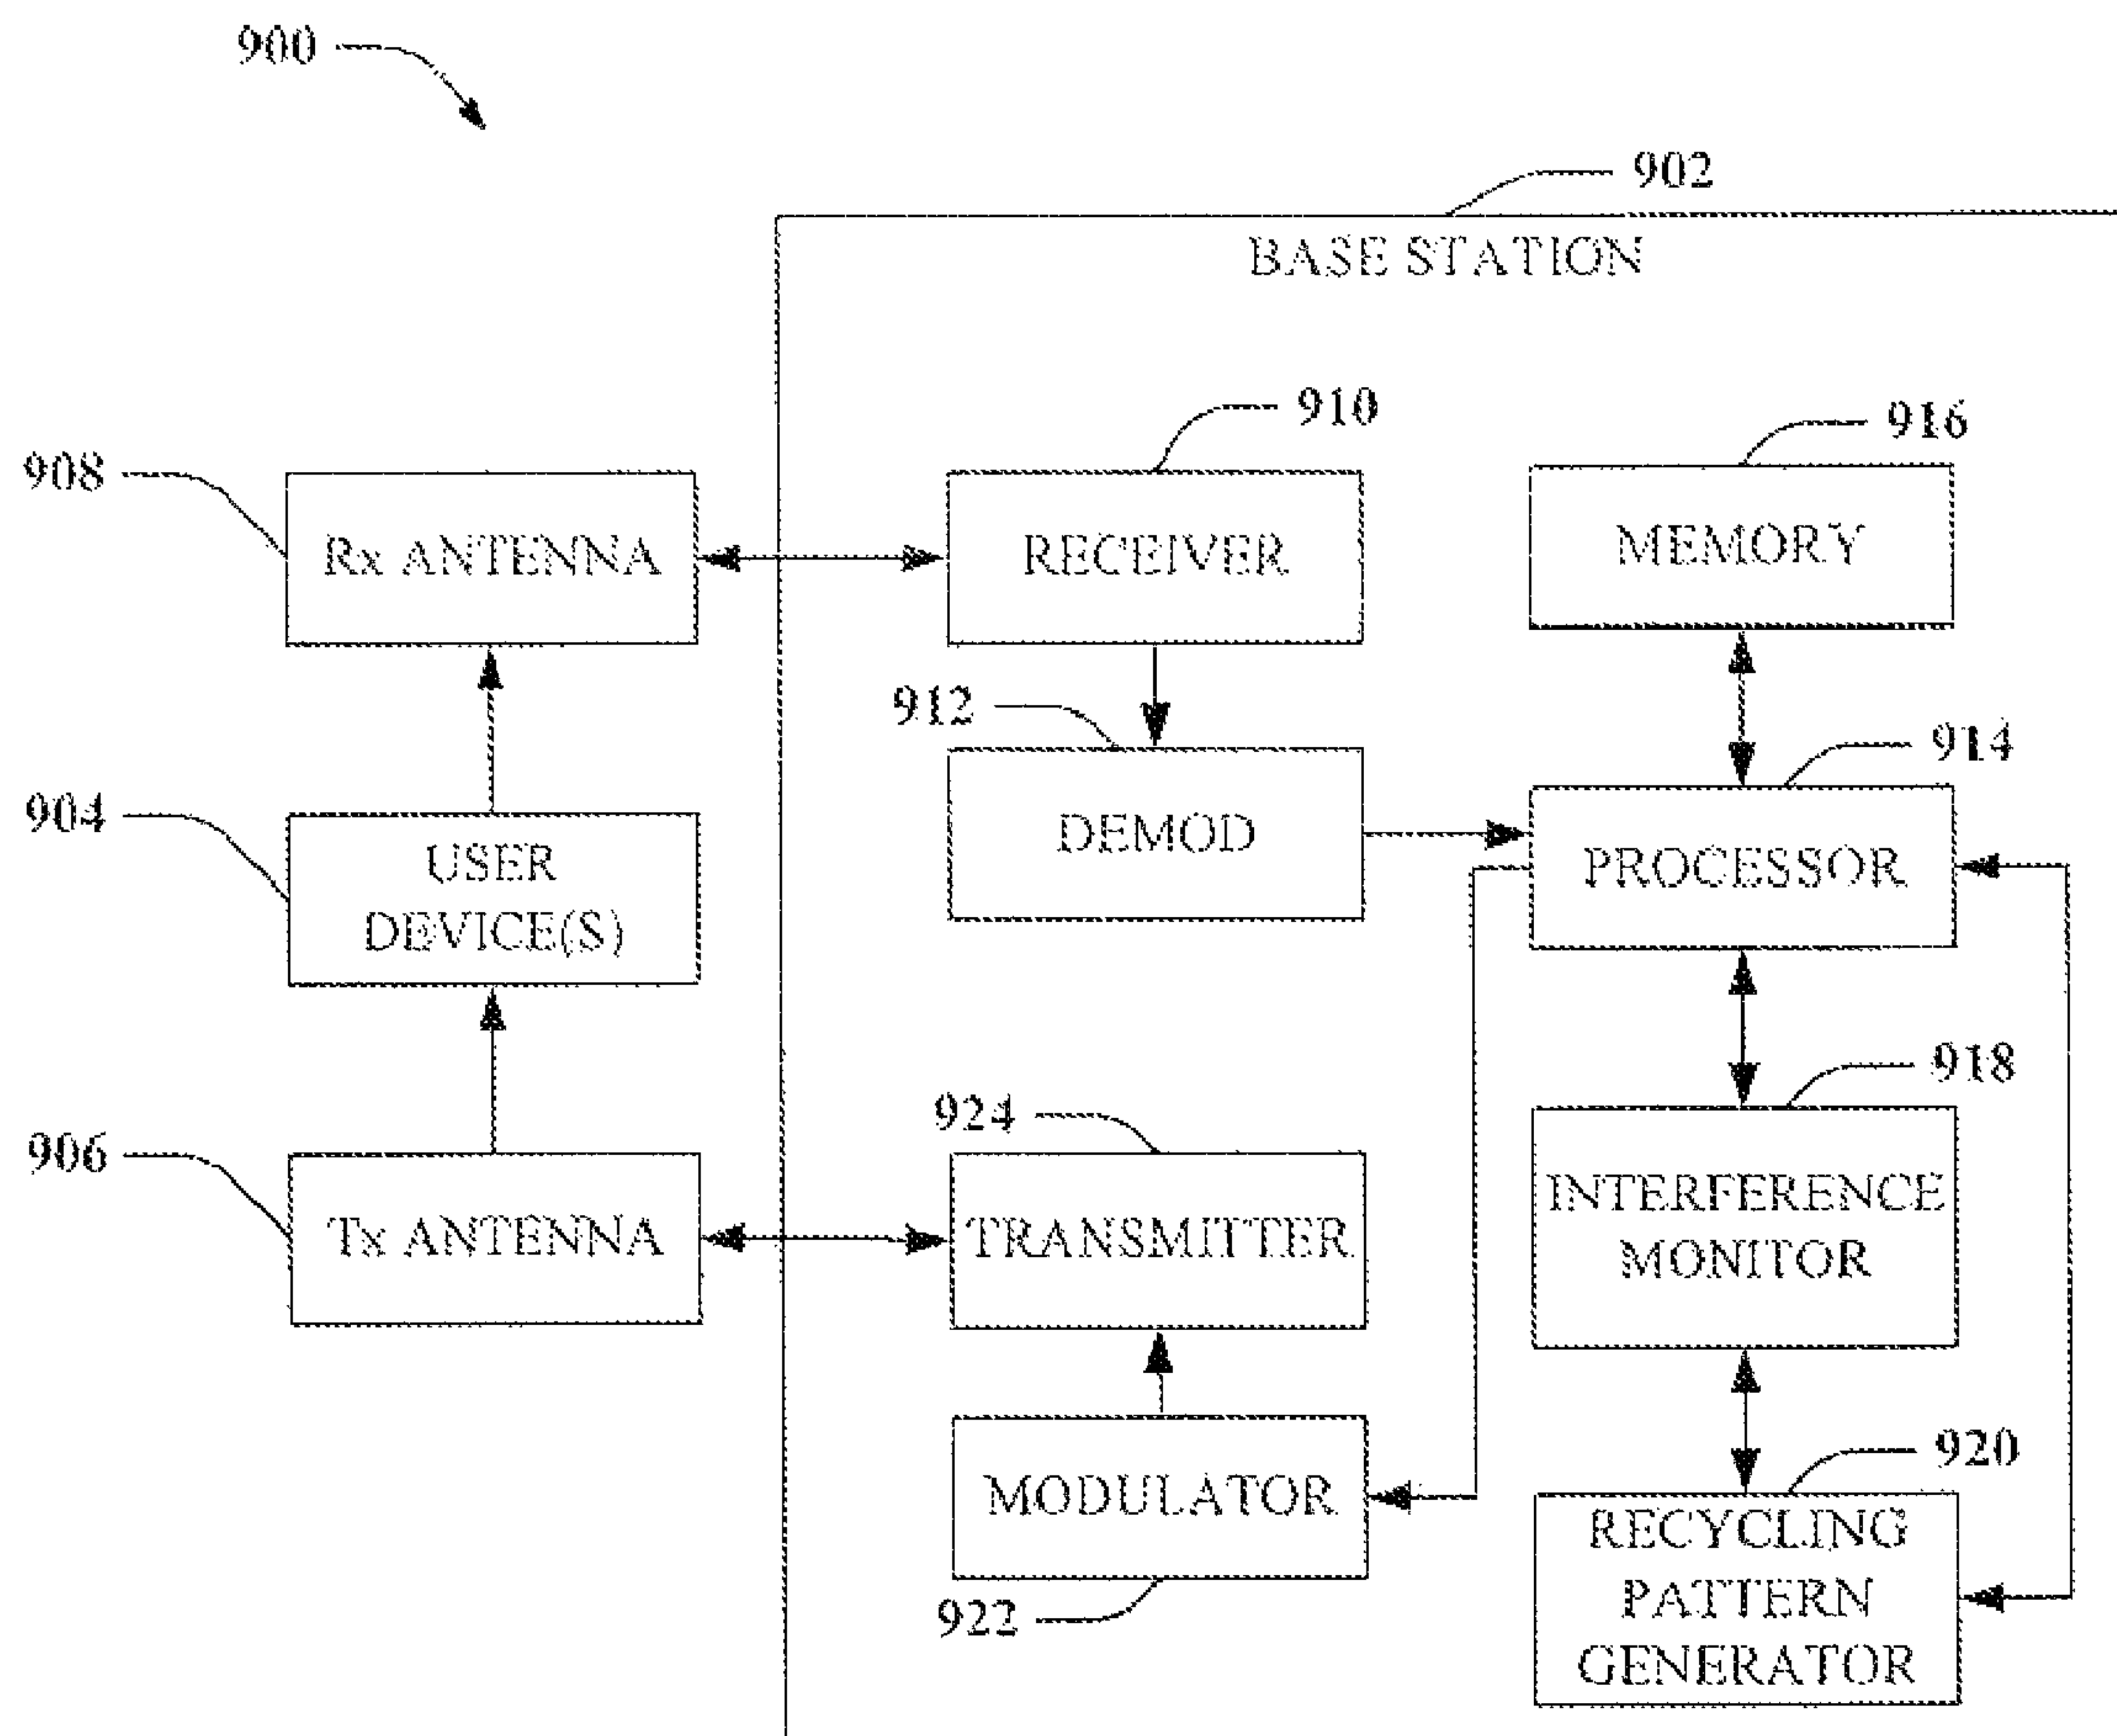 900
902
BASE STATION
910
916
908
Rx ANTENNA
RECEIVER
MEMORY
912
914
904
USER
DEVICE(S)
DEMOD
PROCESSOR
918
924
906
Tx ANTENNA
TRANSMITTER
INTERFERENCE
MONITOR
920
MODULATOR
RECYCLING
PATTERN
GENERATOR
922